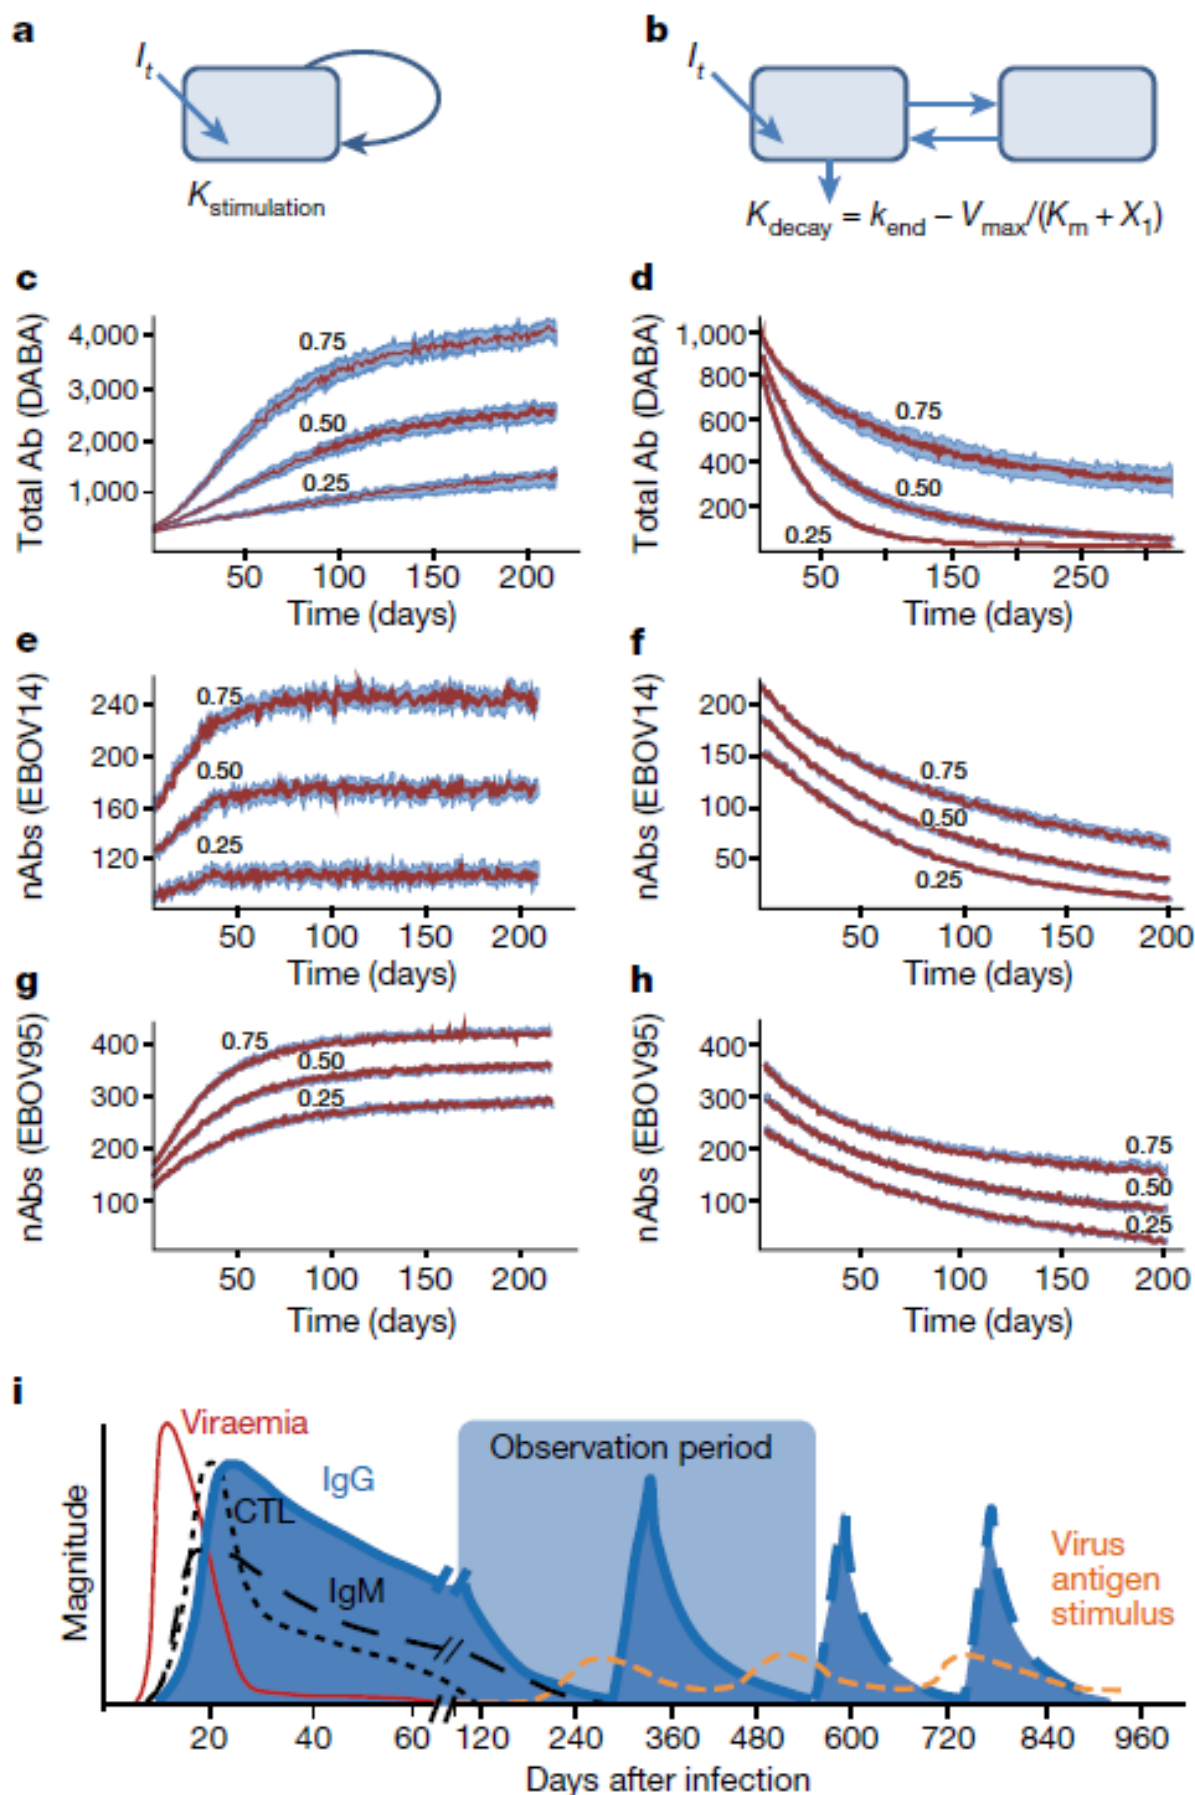 a
I_t
K_stimulation
b
I_t
K_decay = k_end – V_max/(K_m + X_1)
c
Total Ab (DABA)
4,000
3,000
2,000
1,000
0.75
0.50
0.25
50 100 150 200
Time (days)
d
Total Ab (DABA)
1,000
800
600
400
200
0.75
0.50
0.25
50 150 250
Time (days)
e
nAbs (EBOV14)
240
200
160
120
0.75
0.50
0.25
50 100 150 200
Time (days)
f
nAbs (EBOV14)
200
150
100
50
0.75
0.50
0.25
50 100 150 200
Time (days)
g
nAbs (EBOV95)
400
300
200
100
0.75
0.50
0.25
50 100 150 200
Time (days)
h
nAbs (EBOV95)
400
300
200
100
0.75
0.50
0.25
50 100 150 200
Time (days)
i
Magnitude
Viraemia
IgG
CTL
IgM
Observation period
Virus
antigen
stimulus
20 40 60 120 240 360 480 600 720 840 960
Days after infection